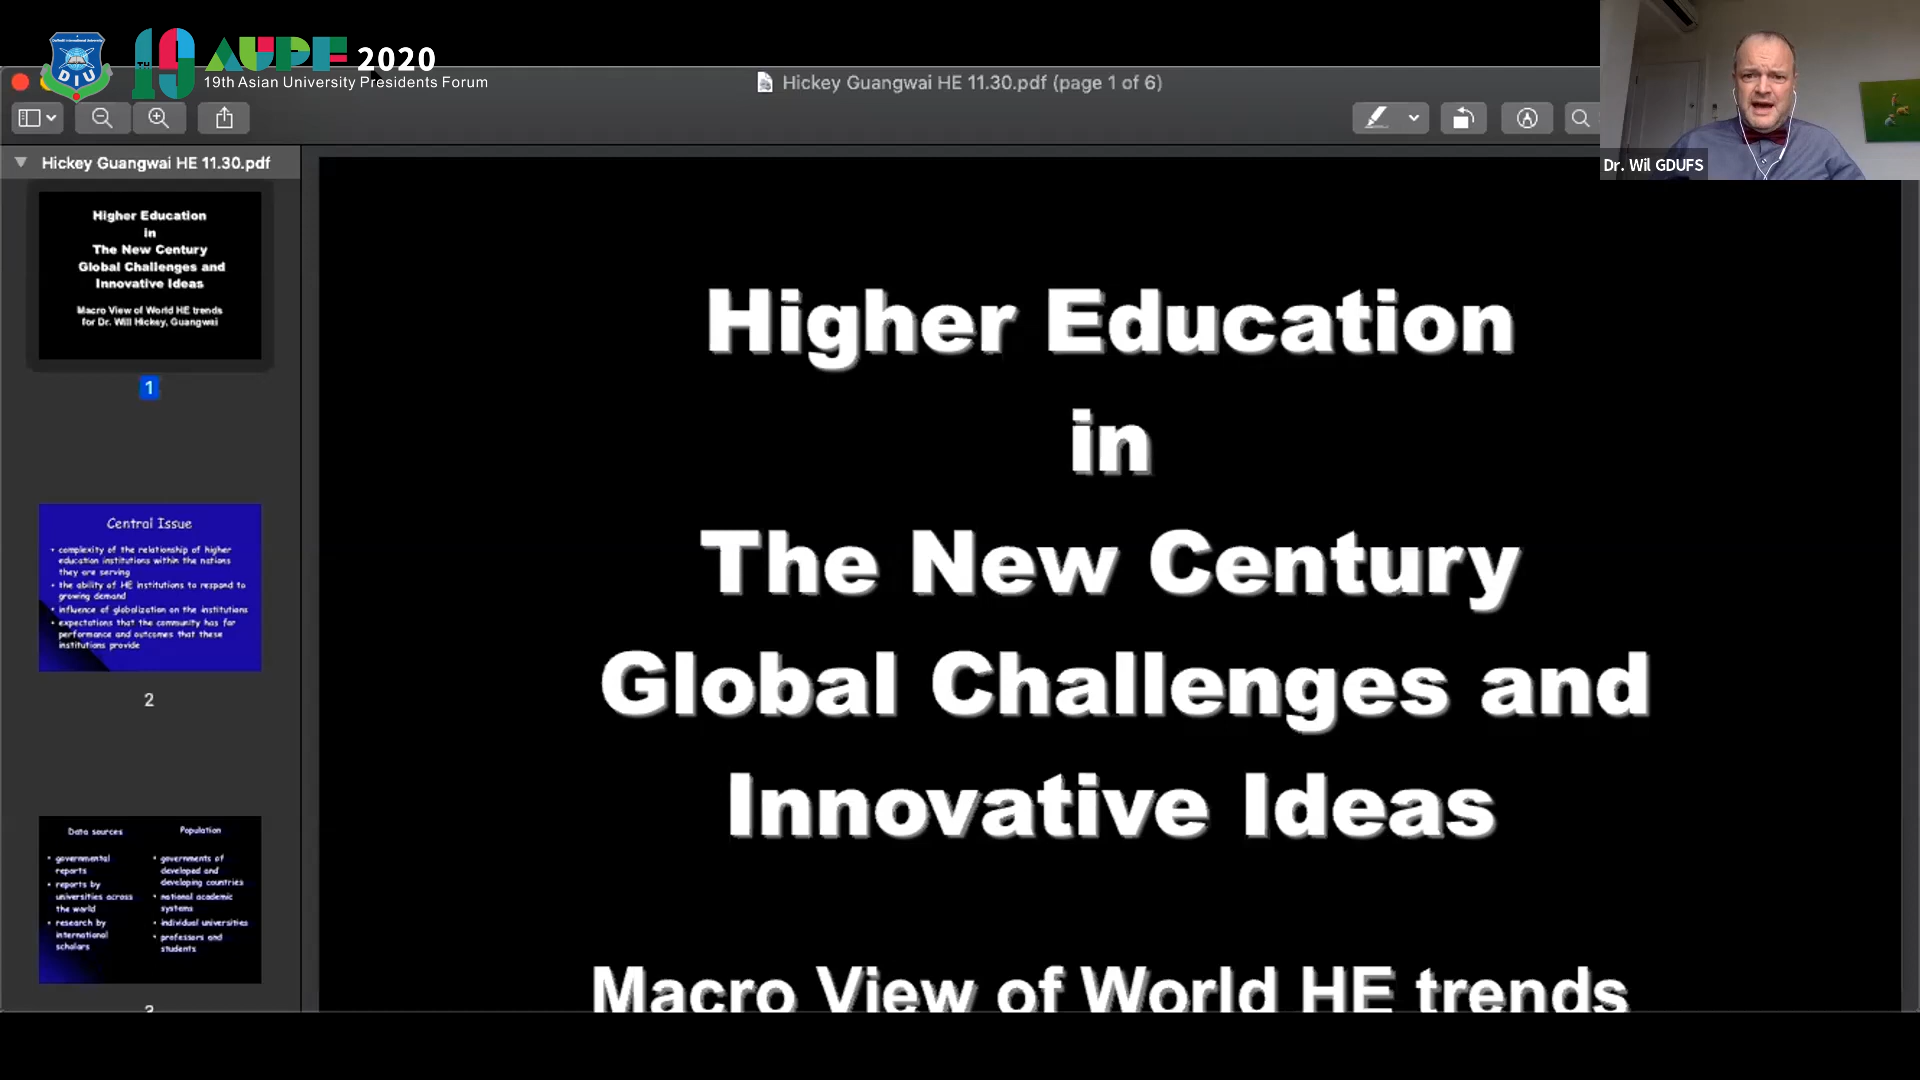 DIU
19 TH
AUPF 2020
19th Asian University Presidents Forum
Hickey Guangwai HE 11.30.pdf (page 1 of 6)
Dr. Wil GDUFS
Hickey Guangwai HE 11.30.pdf
Higher Education
in
The New Century
Global Challenges and
Innovative Ideas
Macro View of World HE trends
for Dr. Will Hickey, Guangwai
1
Central Issue
• complexity of the relationship of higher
education institutions within the nations
they are serving
• the ability of HE institutions to respond to
growing demand
• influence of globalization on the institutions
• expectations that the community has for
performance and outcomes that these
institutions provide
2
Data sources
• governmental
reports
• reports by
universities across
the world
• research by
international
scholars
Population
• governments of
developed and
developing countries
• national academic
systems
• individual universities
• professors and
students
3
Higher Education
in
The New Century
Global Challenges and
Innovative Ideas
Macro View of World HE trends